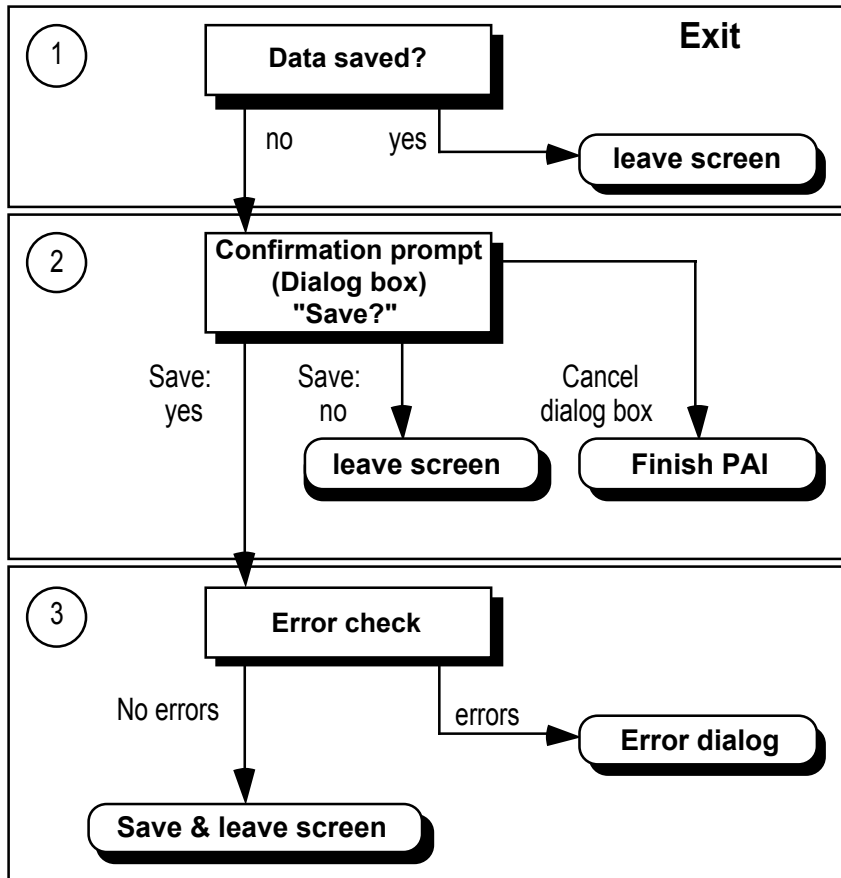 1
Data saved?
Exit
no
yes
leave screen
2
Confirmation prompt
(Dialog box)
"Save?"
Save:
yes
Save:
no
Cancel
dialog box
leave screen
Finish PAI
3
Error check
No errors
errors
Error dialog
Save & leave screen